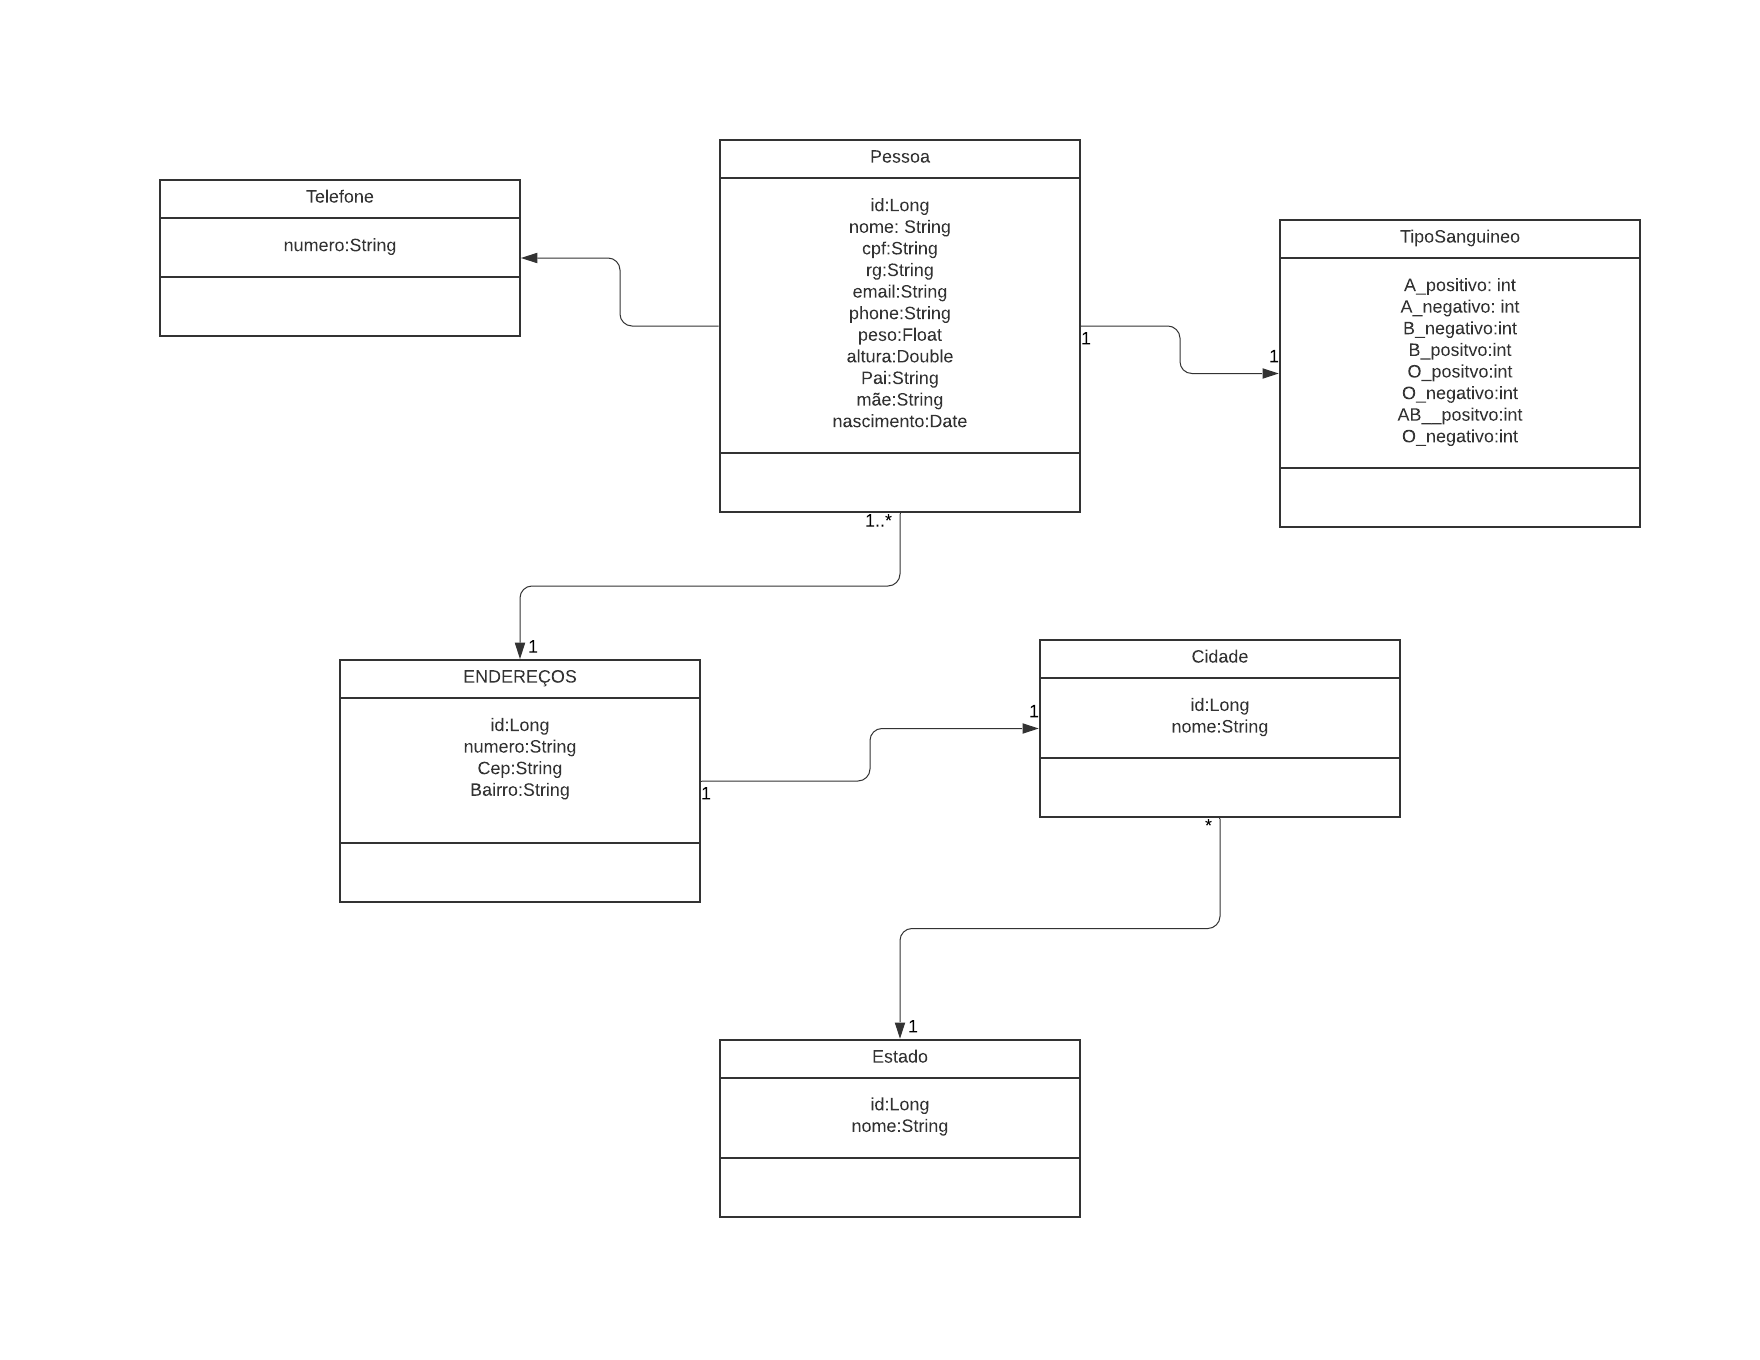 Pessoa
id:Long
nome: String
cpf:String
rg:String
email:String
phone:String
peso:Float
altura:Double
Pai:String
mãe:String
nascimento:Date
Telefone
numero:String
TipoSanguineo
A_positivo: int
A_negativo: int
B_negativo:int
B_positvo:int
O_positvo:int
O_negativo:int
AB__positvo:int
O_negativo:int
1
1
1..*
1
ENDEREÇOS
id:Long
numero:String
Cep:String
Bairro:String
1
1
Cidade
id:Long
nome:String
*
1
Estado
id:Long
nome:String